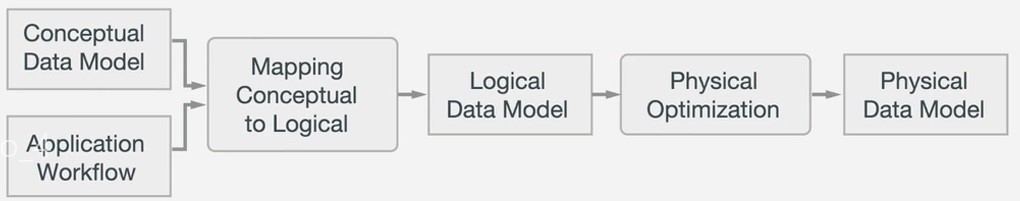 Conceptual
Data Model
Application
Workflow
Mapping
Conceptual
to Logical
Logical
Data Model
Physical
Optimization
Physical
Data Model